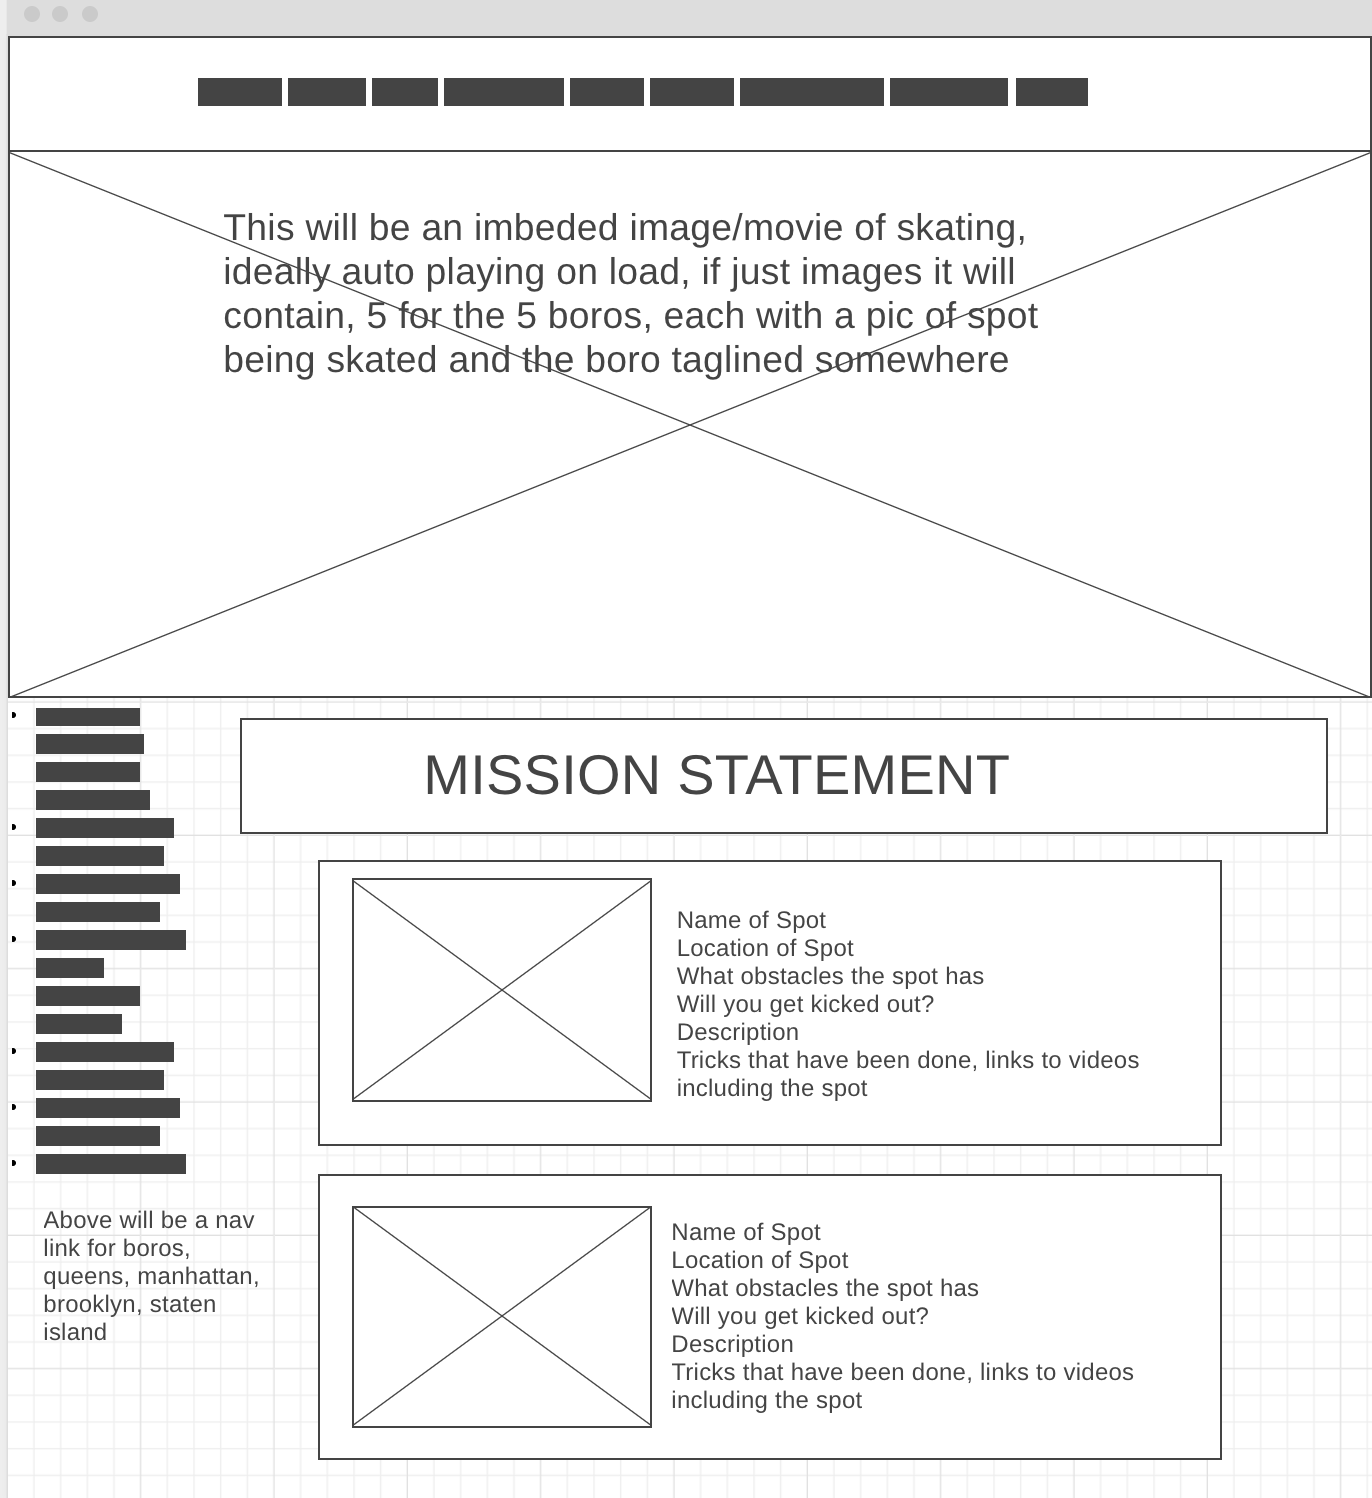 This will be an imbeded image/movie of skating,
ideally auto playing on load, if just images it will
contain, 5 for the 5 boros, each with a pic of spot
being skated and the boro taglined somewhere
MISSION STATEMENT
Name of Spot
Location of Spot
What obstacles the spot has
Will you get kicked out?
Description
Tricks that have been done, links to videos
including the spot
Above will be a nav
link for boros,
queens, manhattan,
brooklyn, staten
island
Name of Spot
Location of Spot
What obstacles the spot has
Will you get kicked out?
Description
Tricks that have been done, links to videos
including the spot